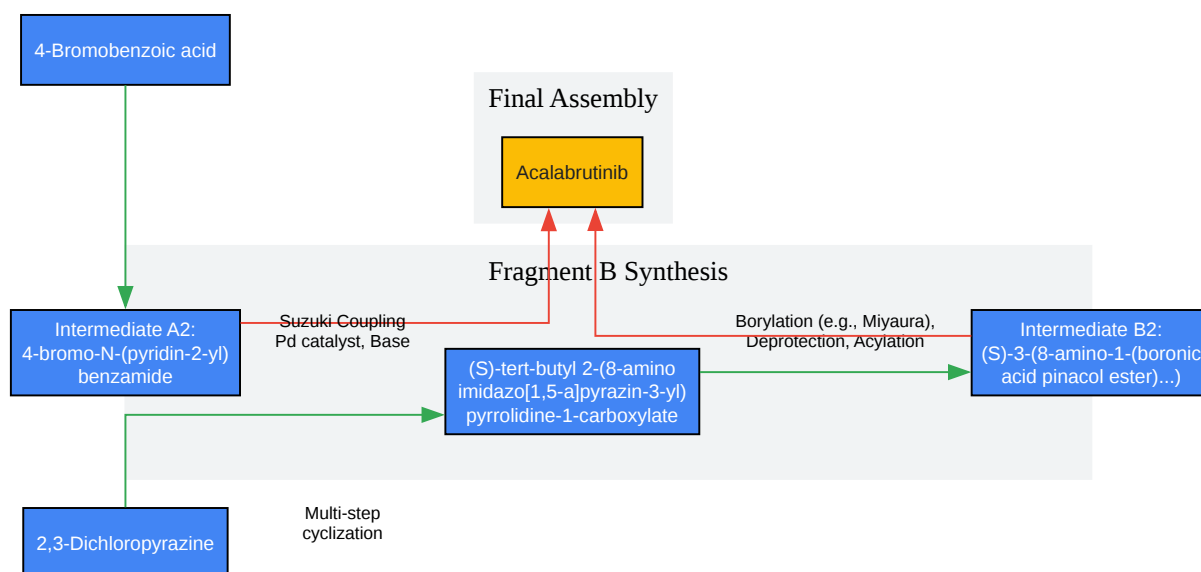 4-Bromobenzoic acid
Final Assembly
Acalabrutinib
Fragment B Synthesis
Intermediate A2:
4-bromo-N-(pyridin-2-yl)
benzamide
Suzuki Coupling
Pd catalyst, Base
(S)-tert-butyl 2-(8-amino
imidazo[1,5-a]pyrazin-3-yl)
pyrrolidine-1-carboxylate
Borylation (e.g., Miyaura),
Deprotection, Acylation
Intermediate B2:
(S)-3-(8-amino-1-(boronic
acid pinacol ester)...)
Multi-step
cyclization
2,3-Dichloropyrazine